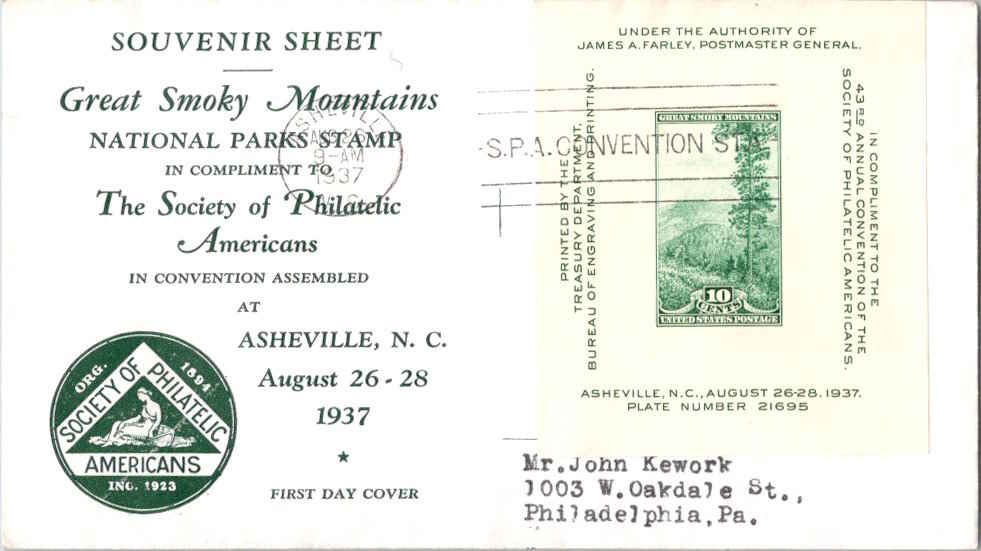 SOUVENIR SHEET
Great Smoky Mountains
NATIONAL PARKS STAMP
IN COMPLIMENT TO
The Society of Philatelic
Americans
IN CONVENTION ASSEMBLED
AT
ASHEVILLE, N. C.
August 26 - 28
1937
★
FIRST DAY COVER
ORG. 1894
SOCIETY OF PHILATELIC
AMERICANS
INC. 1923
ASHEVILLE
AUG 26
9-AM
1937
N.C.
S.P.A. CONVENTION STA.
UNDER THE AUTHORITY OF
JAMES A. FARLEY, POSTMASTER GENERAL.
PRINTED BY THE
TREASURY DEPARTMENT,
BUREAU OF ENGRAVING AND PRINTING.
GREAT SMOKY MOUNTAINS
10
CENTS
UNITED STATES POSTAGE
IN COMPLIMENT TO THE
43RD ANNUAL CONVENTION OF THE
SOCIETY OF PHILATELIC AMERICANS.
ASHEVILLE, N.C., AUGUST 26-28, 1937.
PLATE NUMBER 21695
Mr.John Kework
1003 W.Oakdale St.,
Philadelphia,Pa.